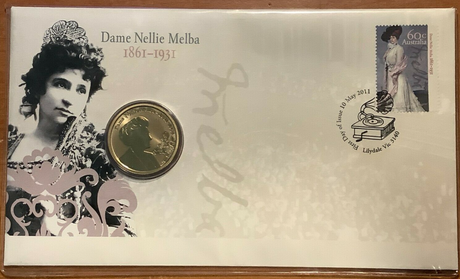 Dame Nellie Melba
1861–1931
60c
Australia
Melba
First Day of Issue 10 May 2011
Lilydale Vic 3140